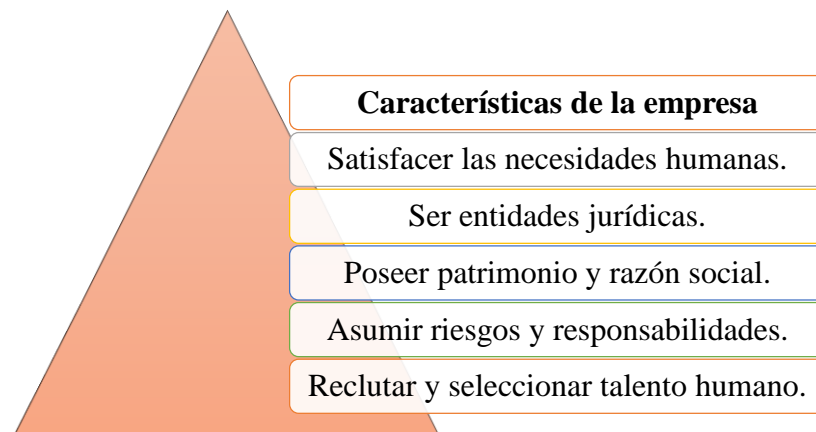 Características de la empresa
Satisfacer las necesidades humanas.
Ser entidades jurídicas.
Poseer patrimonio y razón social.
Asumir riesgos y responsabilidades.
Reclutar y seleccionar talento humano.